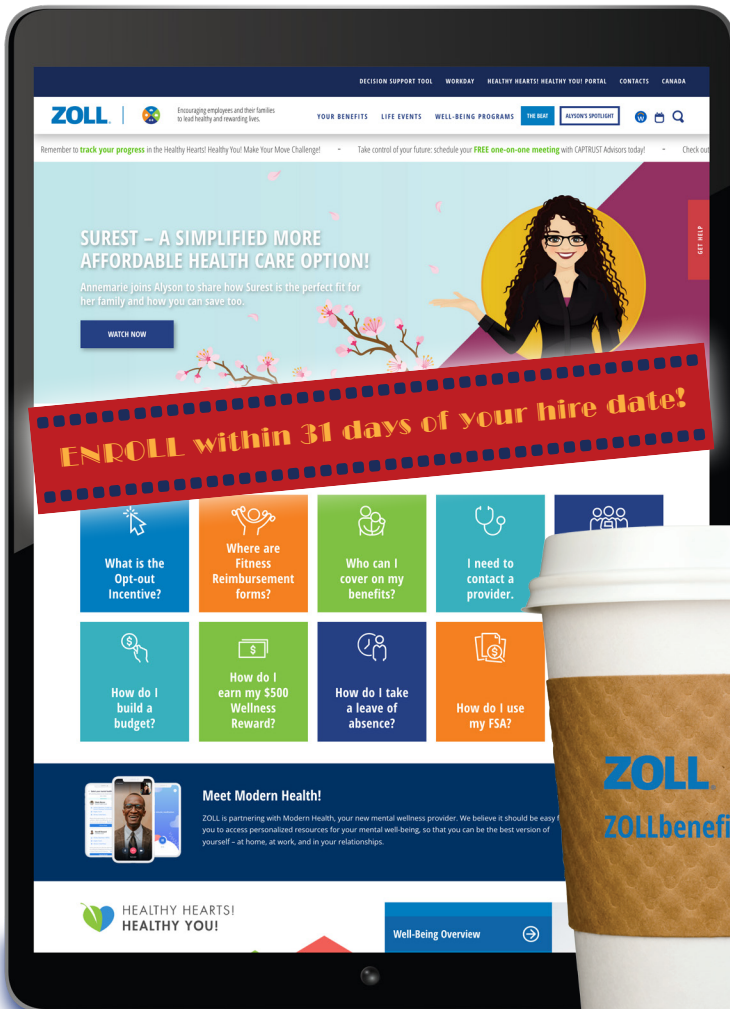 DECISION SUPPORT TOOL WORKDAY HEALTHY HEARTS! HEALTHY YOU! PORTAL CONTACTS CANADA
ZOLL
Encouraging employees and their families
to lead healthy and rewarding lives.
YOUR BENEFITS LIFE EVENTS WELL-BEING PROGRAMS THE BEAT ALYSON'S SPOTLIGHT W
Remember to track your progress in the Healthy Hearts! Healthy You! Make Your Move Challenge! – Take control of your future: schedule your FREE one-on-one meeting with CAPTRUST Advisors today! – Check out
SUREST – A SIMPLIFIED MORE
AFFORDABLE HEALTH CARE OPTION!
Annemarie joins Alyson to share how Surest is the perfect fit for
her family and how you can save too.
WATCH NOW
GET HELP
ENROLL within 31 days of your hire date!
What is the
Opt-out
Incentive?
Where are
Fitness
Reimbursement
forms?
Who can I
cover on my
benefits?
I need to
contact a
provider.
How do I
build a
budget?
How do I
earn my $500
Wellness
Reward?
How do I take
a leave of
absence?
How do I use
my FSA?
Meet Modern Health!
ZOLL is partnering with Modern Health, your new mental wellness provider. We believe it should be easy f
you to access personalized resources for your mental well-being, so that you can be the best version of
yourself – at home, at work, and in your relationships.
HEALTHY HEARTS!
HEALTHY YOU!
Well-Being Overview
ZOLL
ZOLLbenefi